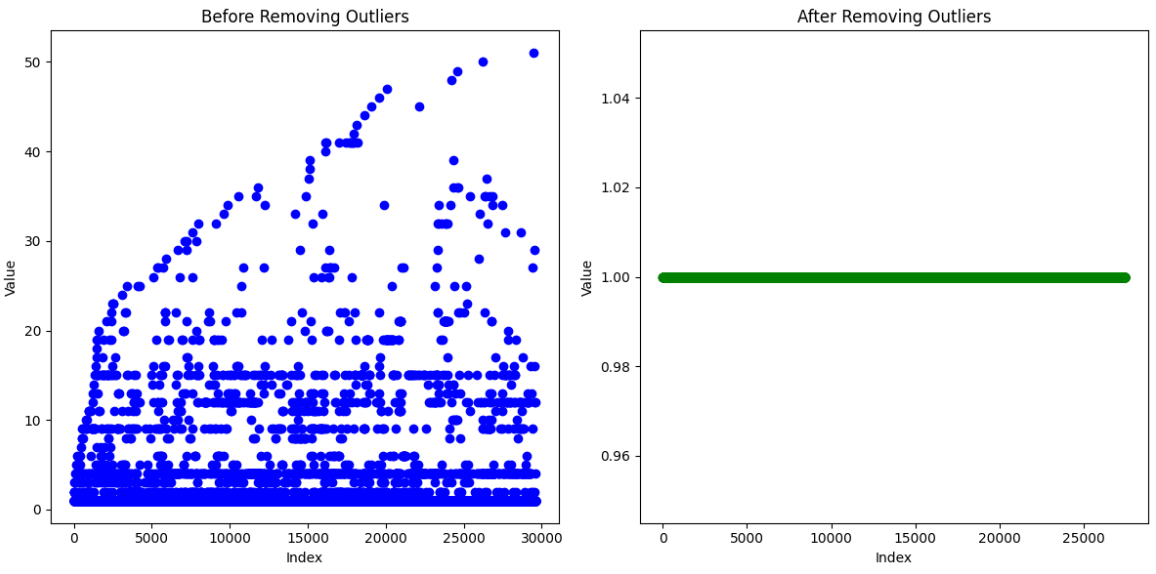 Before Removing Outliers
50
40
30
20
10
0
Value
0 5000 10000 15000 20000 25000 30000
Index
After Removing Outliers
1.04
1.02
1.00
0.98
0.96
Value
0 5000 10000 15000 20000 25000
Index